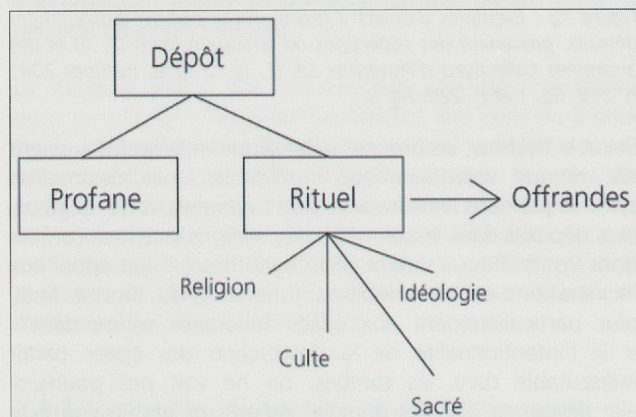 Dépôt
Profane
Rituel
Offrandes
Religion
Idéologie
Culte
Sacré